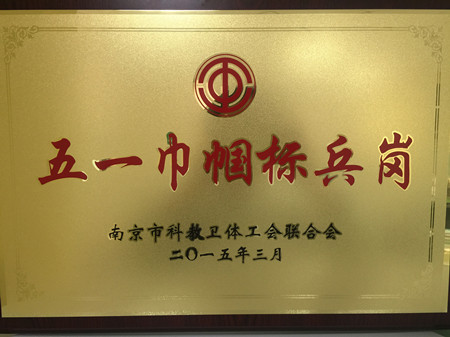 五一巾帼标兵岗
南京市科教卫体工会联合会
二〇一五年三月